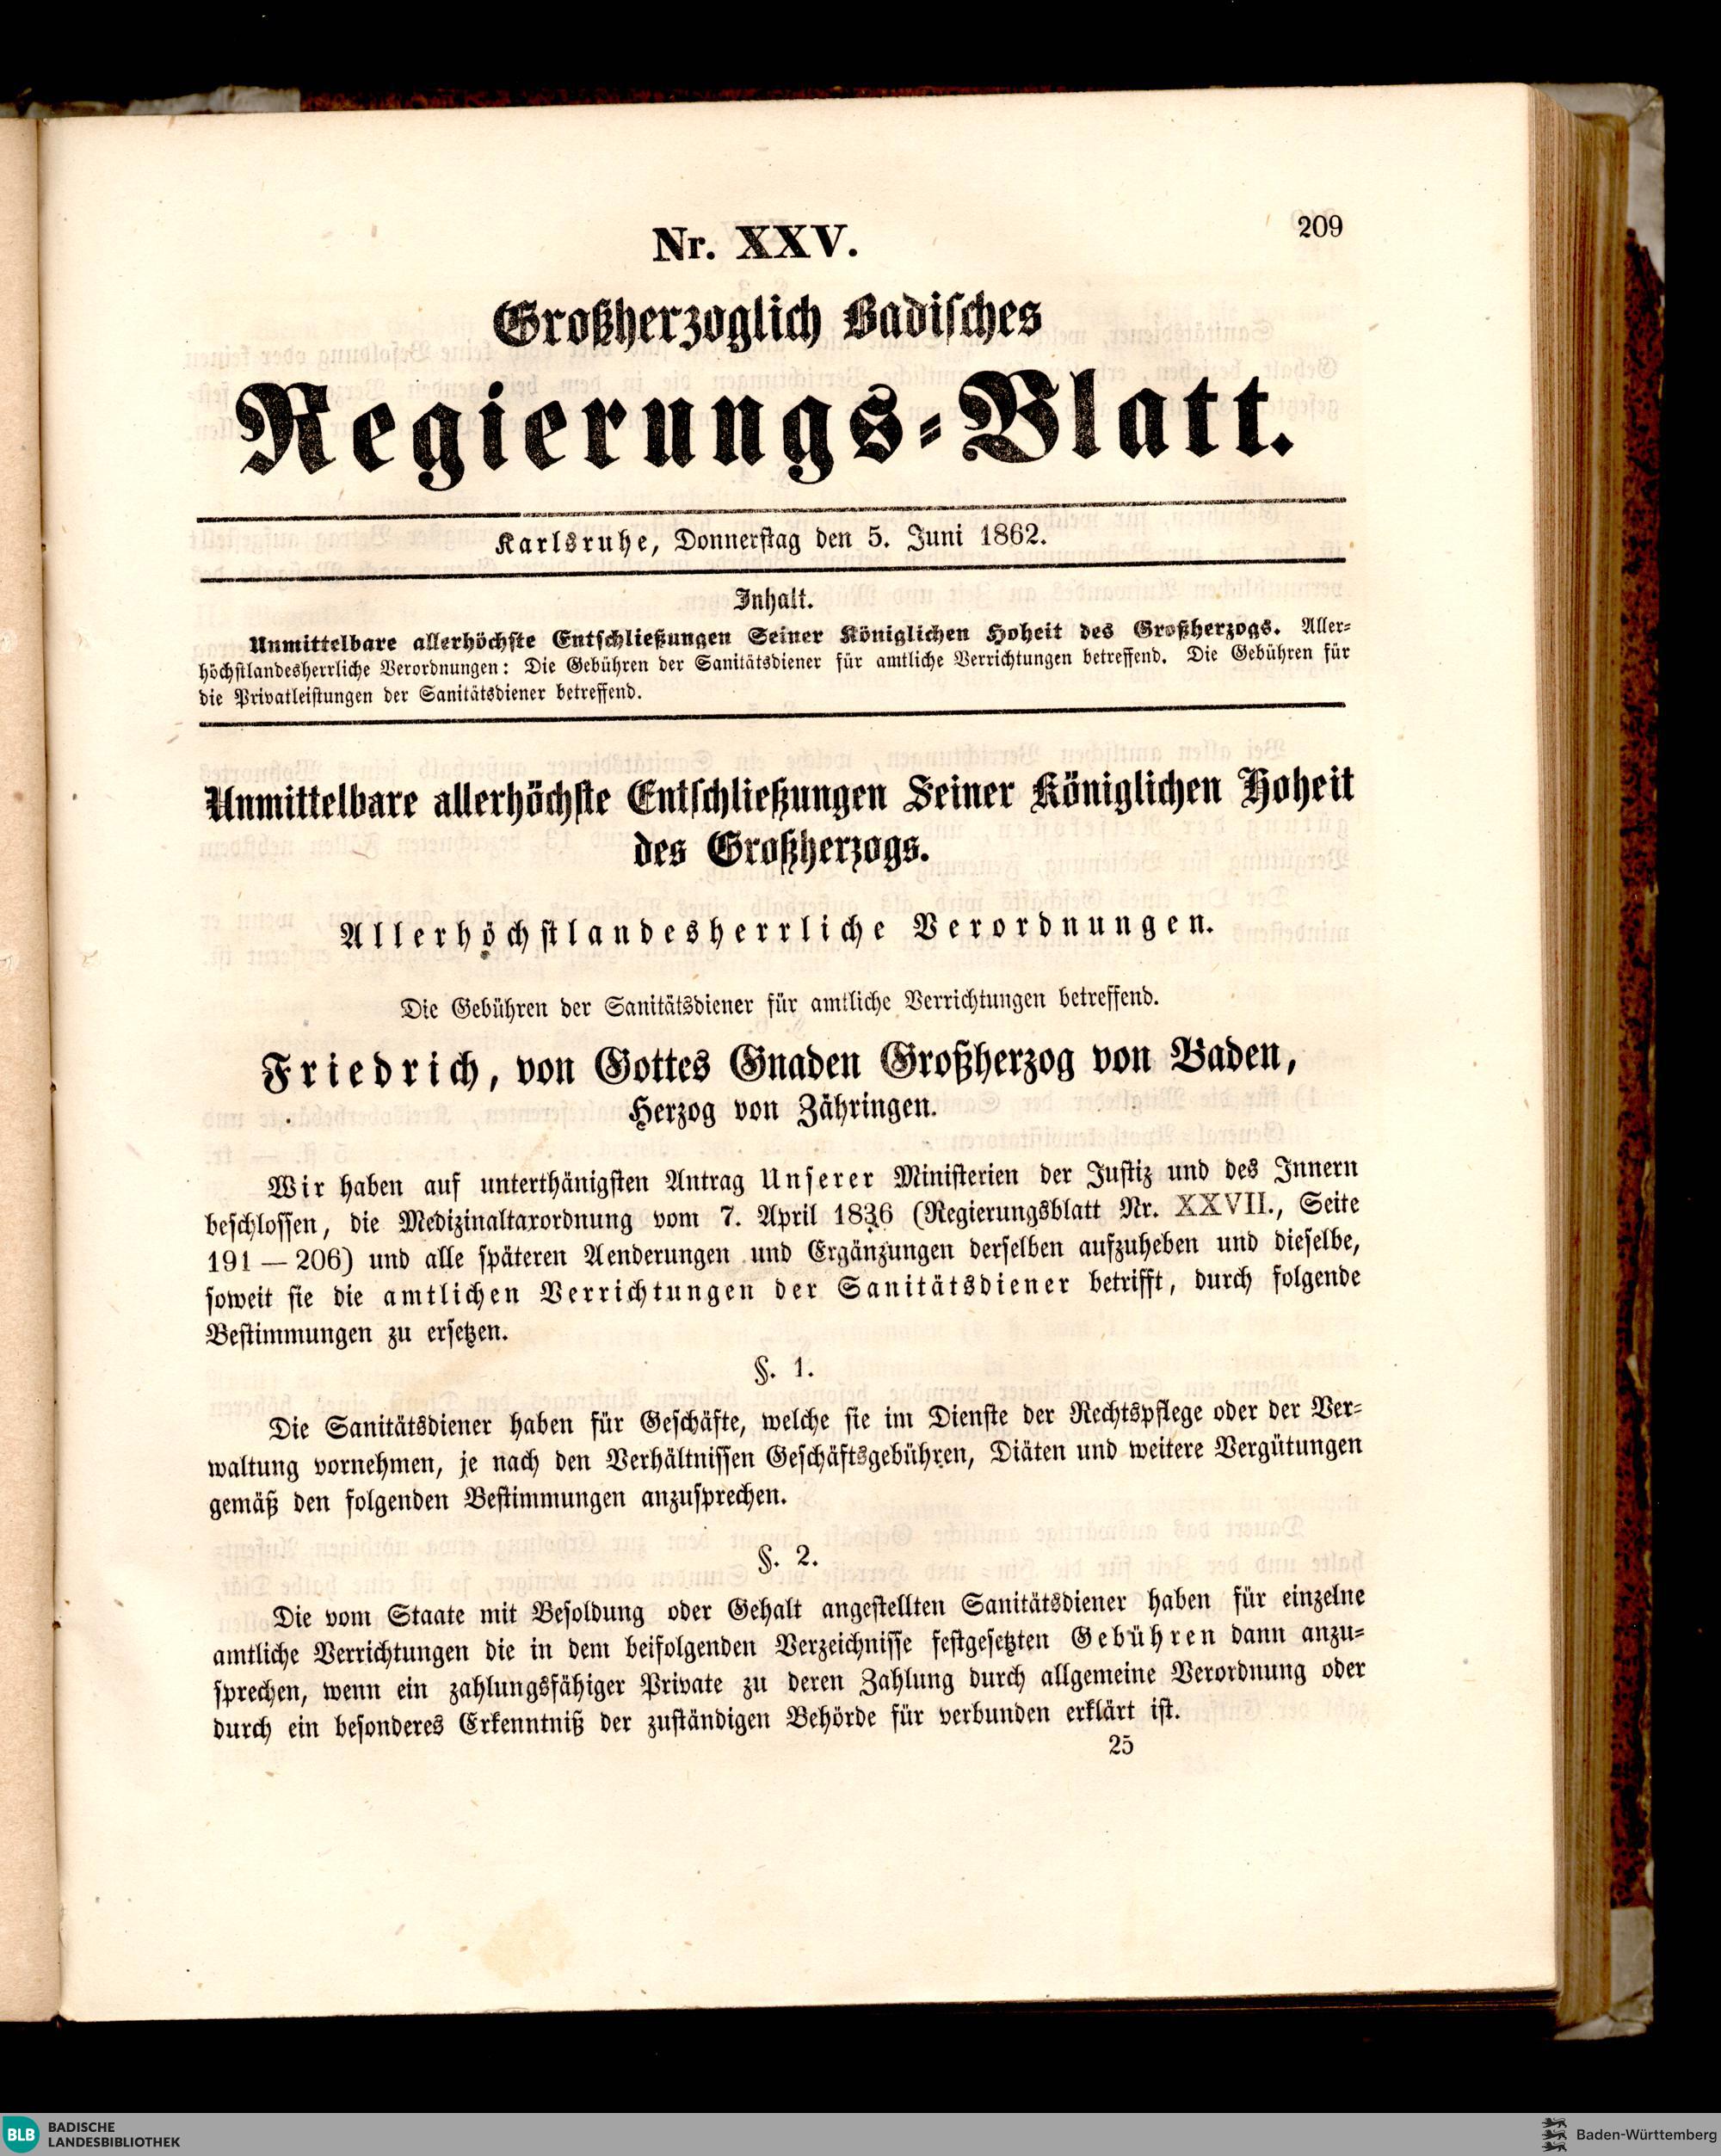 209
Nr. XXV.
Großherzoglich Badisches
Regierungs-Blatt.
Karlsruhe, Donnerstag den 5. Juni 1862.
Inhalt.
Unmittelbare allerhöchste Entschließungen Seiner Königlichen Hoheit des Großherzogs. Aller-
höchstlandesherrliche Verordnungen: Die Gebühren der Sanitätsdiener für amtliche Verrichtungen betreffend. Die Gebühren für
die Privatleistungen der Sanitätsdiener betreffend.
Unmittelbare allerhöchste Entschließungen Seiner Königlichen Hoheit
des Großherzogs.
Allerhöchstlandesherrliche Verordnungen.
Die Gebühren der Sanitätsdiener für amtliche Verrichtungen betreffend.
Friedrich, von Gottes Gnaden Großherzog von Baden,
Herzog von Zähringen.
Wir haben auf unterthänigsten Antrag Unserer Ministerien der Justiz und des Innern
beschlossen, die Medizinaltaxordnung vom 7. April 1836 (Regierungsblatt Nr. XXVII., Seite
191 — 206) und alle späteren Aenderungen und Ergänzungen derselben aufzuheben und dieselbe,
soweit sie die amtlichen Verrichtungen der Sanitätsdiener betrifft, durch folgende
Bestimmungen zu ersetzen.
§. 1.
Die Sanitätsdiener haben für Geschäfte, welche sie im Dienste der Rechtspflege oder der Ver-
waltung vornehmen, je nach den Verhältnissen Geschäftsgebühren, Diäten und weitere Vergütungen
gemäß den folgenden Bestimmungen anzusprechen.
§. 2.
Die vom Staate mit Besoldung oder Gehalt angestellten Sanitätsdiener haben für einzelne
amtliche Verrichtungen die in dem beifolgenden Verzeichnisse festgesetzten Gebühren dann anzu-
sprechen, wenn ein zahlungsfähiger Private zu deren Zahlung durch allgemeine Verordnung oder
durch ein besonderes Erkenntniß der zuständigen Behörde für verbunden erklärt ist.
25
BLB BADISCHE
LANDESBIBLIOTHEK
Baden-Württemberg